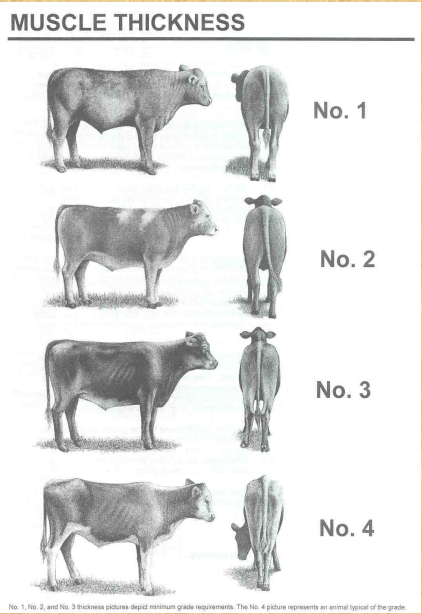 MUSCLE THICKNESS
No. 1
No. 2
No. 3
No. 4
No. 1, No. 2, and No. 3 thickness pictures depict minimum grade requirements. The No. 4 picture represents an animal typical of the grade.